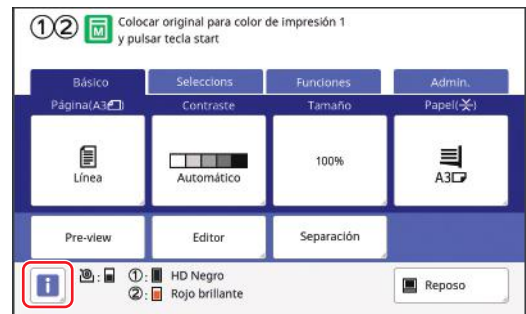 ①② M Colocar original para color de impresión 1
y pulsar tecla start
Básico Seleccions Funciones Admin.
Página(A3) Contraste Tamaño Papel()
Línea Automático 100% A3
Pre-view Editor Separación
i : ①: HD Negro
②: Rojo brillante
Reposo